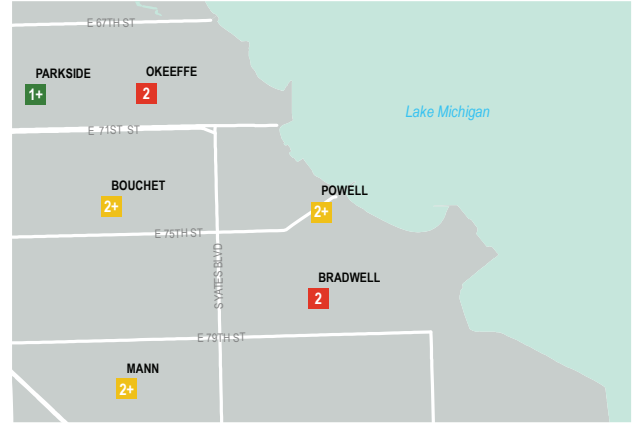 E 67TH ST
PARKSIDE
OKEEFFE
1+
2
Lake Michigan
E 71ST ST
BOUCHET
POWELL
2+
2+
E 75TH ST
S YATES BLVD
BRADWELL
2
E 79TH ST
MANN
2+